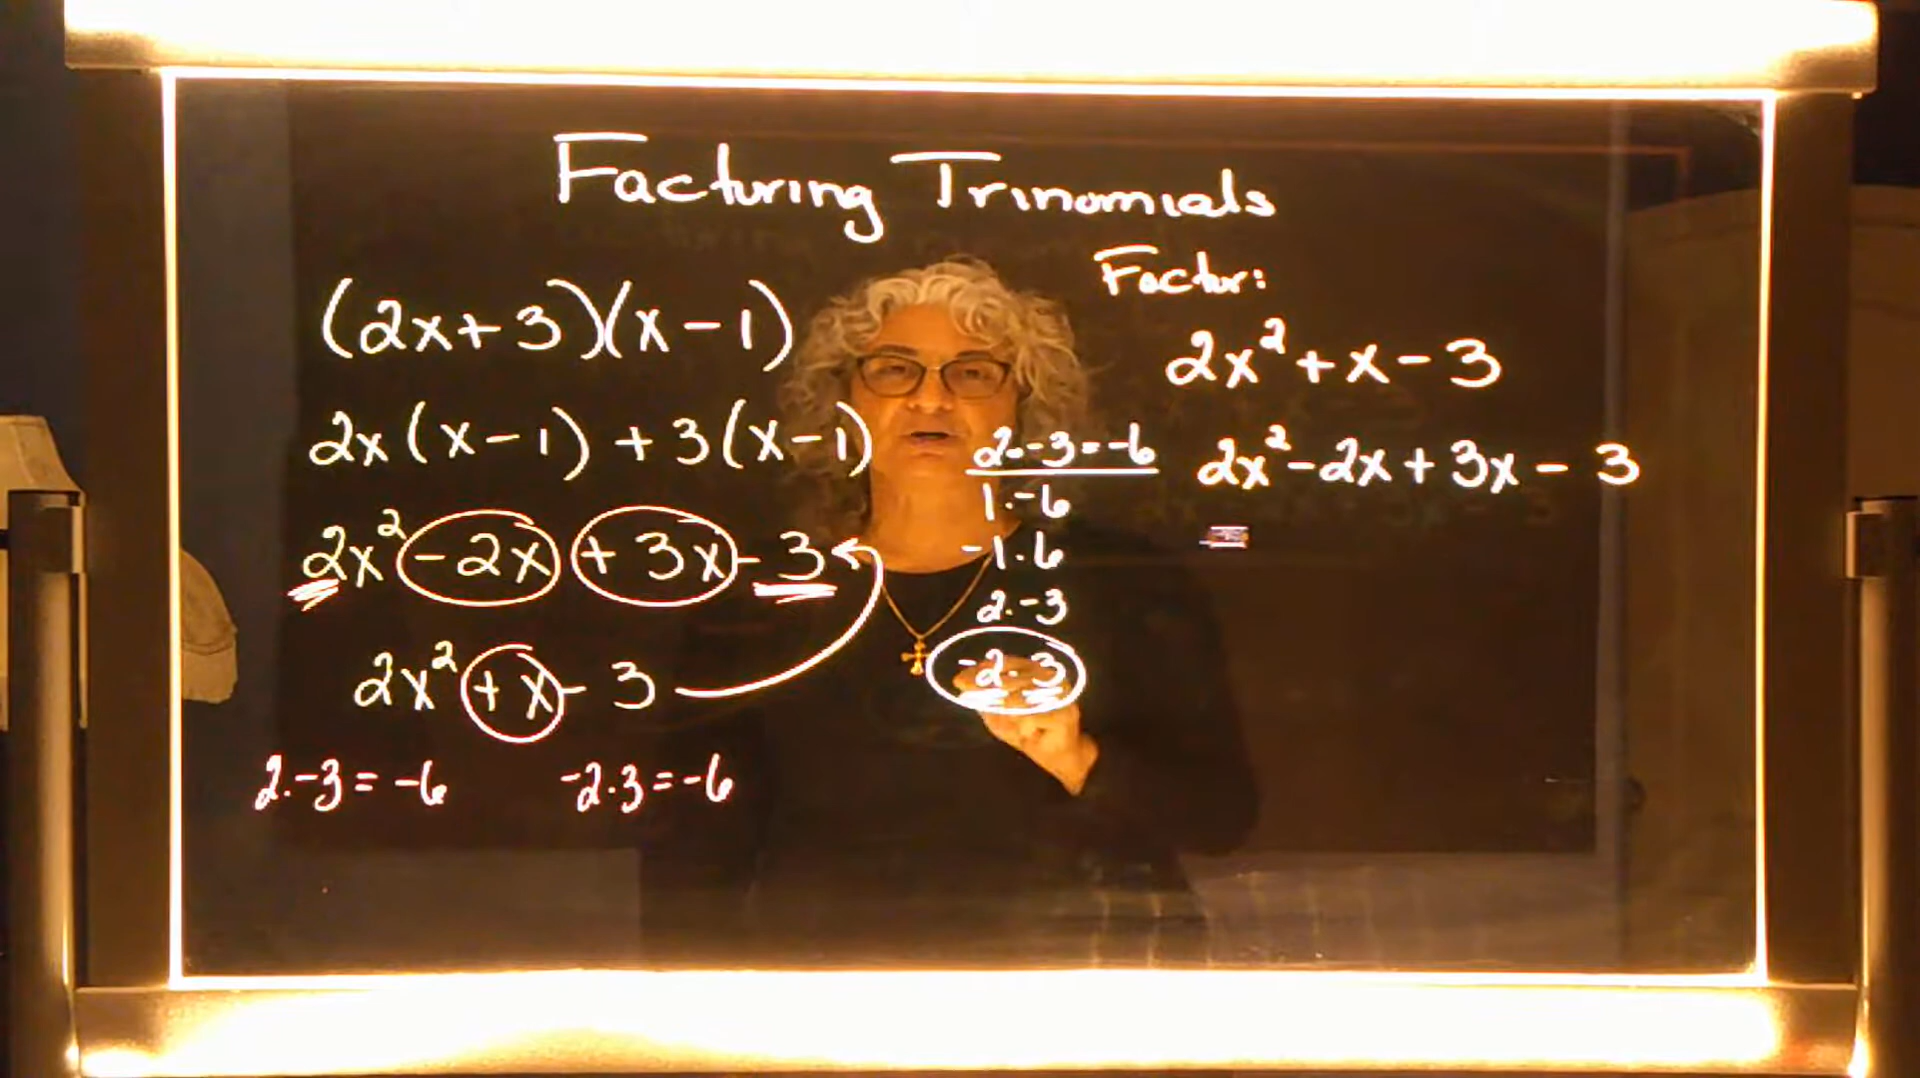 Factoring Trinomials
(2x+3)(x-1)
2x(x-1)+3(x-1)
2x²-2x+3x-3
2x²+x-3
2.-3=-6
-2.3=-6
2.-3=-6
1.-6
-1.6
2.-3
-2.3
Factor:
2x²+x-3
2x²-2x+3x-3